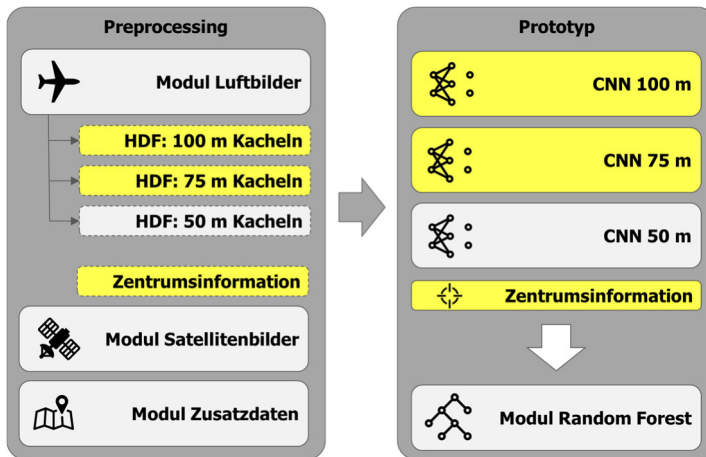 Preprocessing
Modul Luftbilder
HDF: 100 m Kacheln
HDF: 75 m Kacheln
HDF: 50 m Kacheln
Zentrumsinformation
Modul Satellitenbilder
Modul Zusatzdaten
Prototyp
CNN 100 m
CNN 75 m
CNN 50 m
Zentrumsinformation
Modul Random Forest